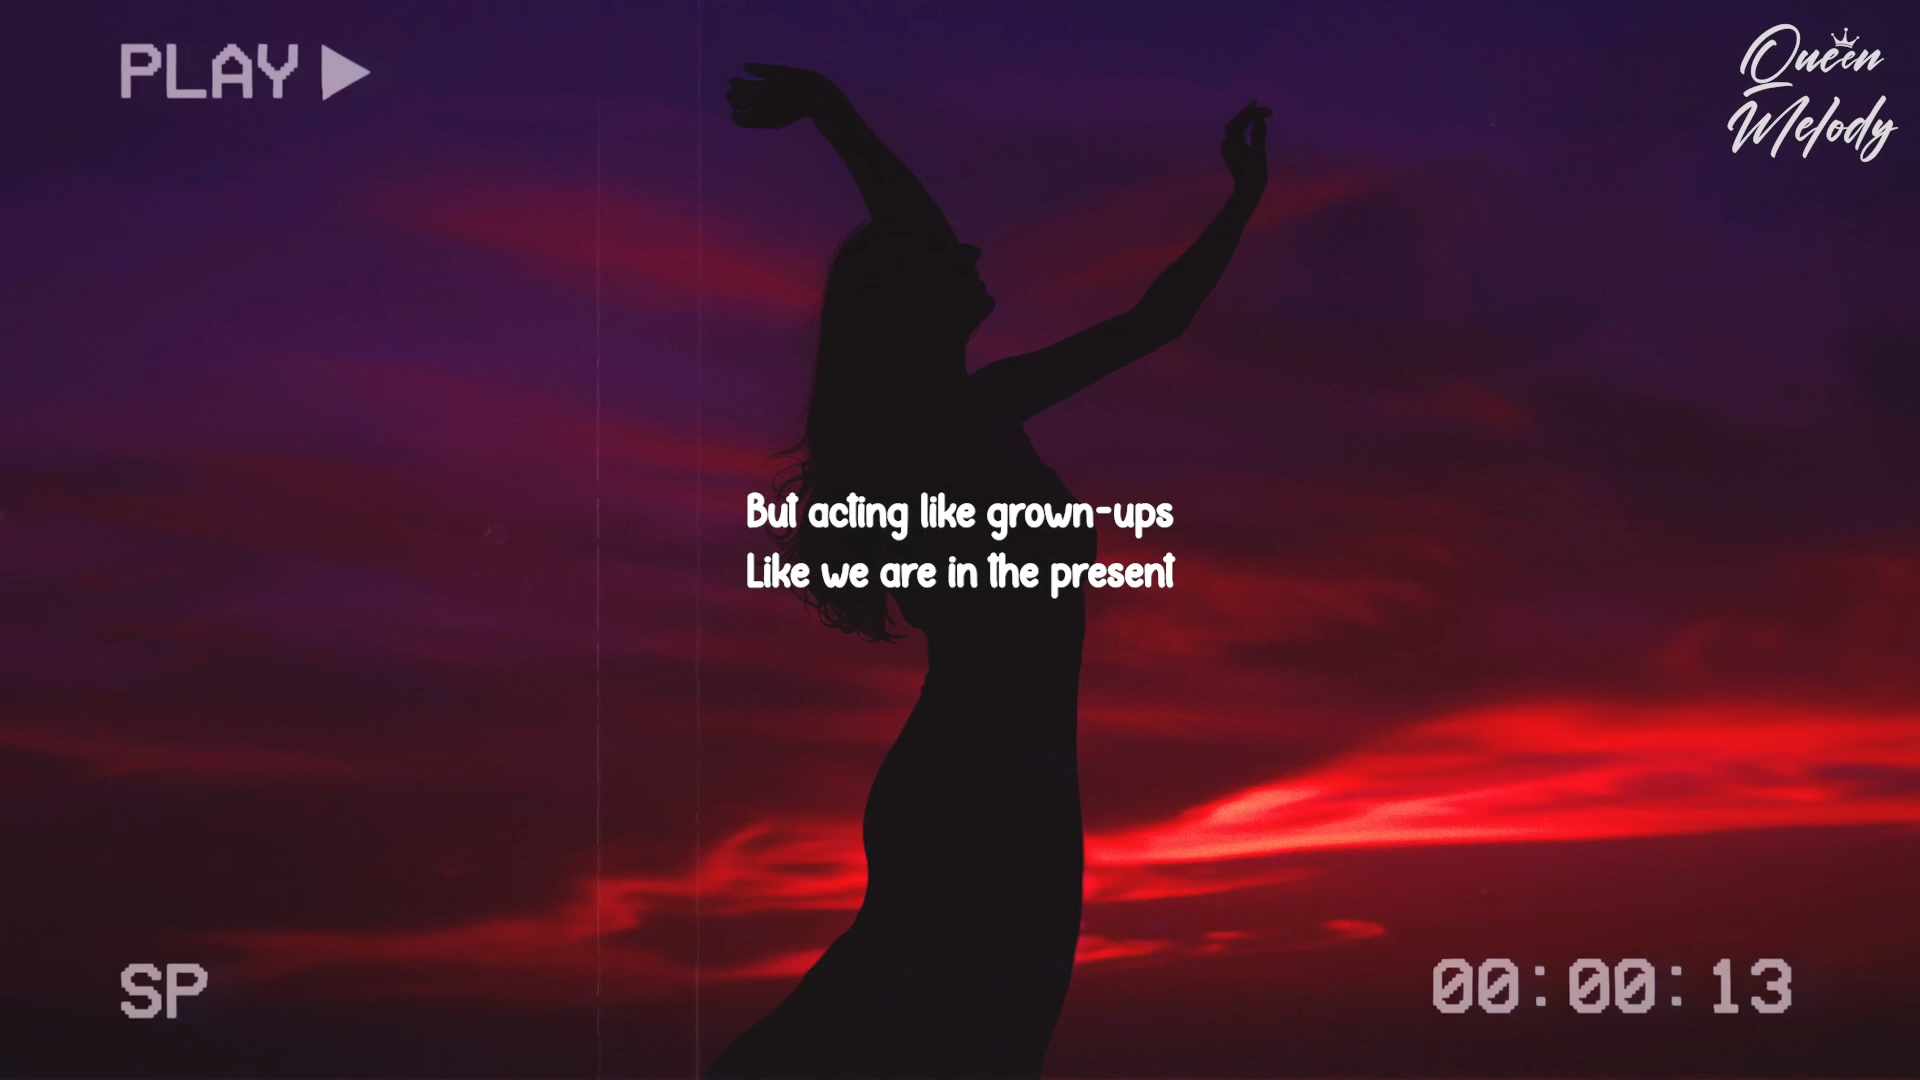 PLAY
Queen
Melody
But acting like grown-ups
Like we are in the present
SP
00:00:13